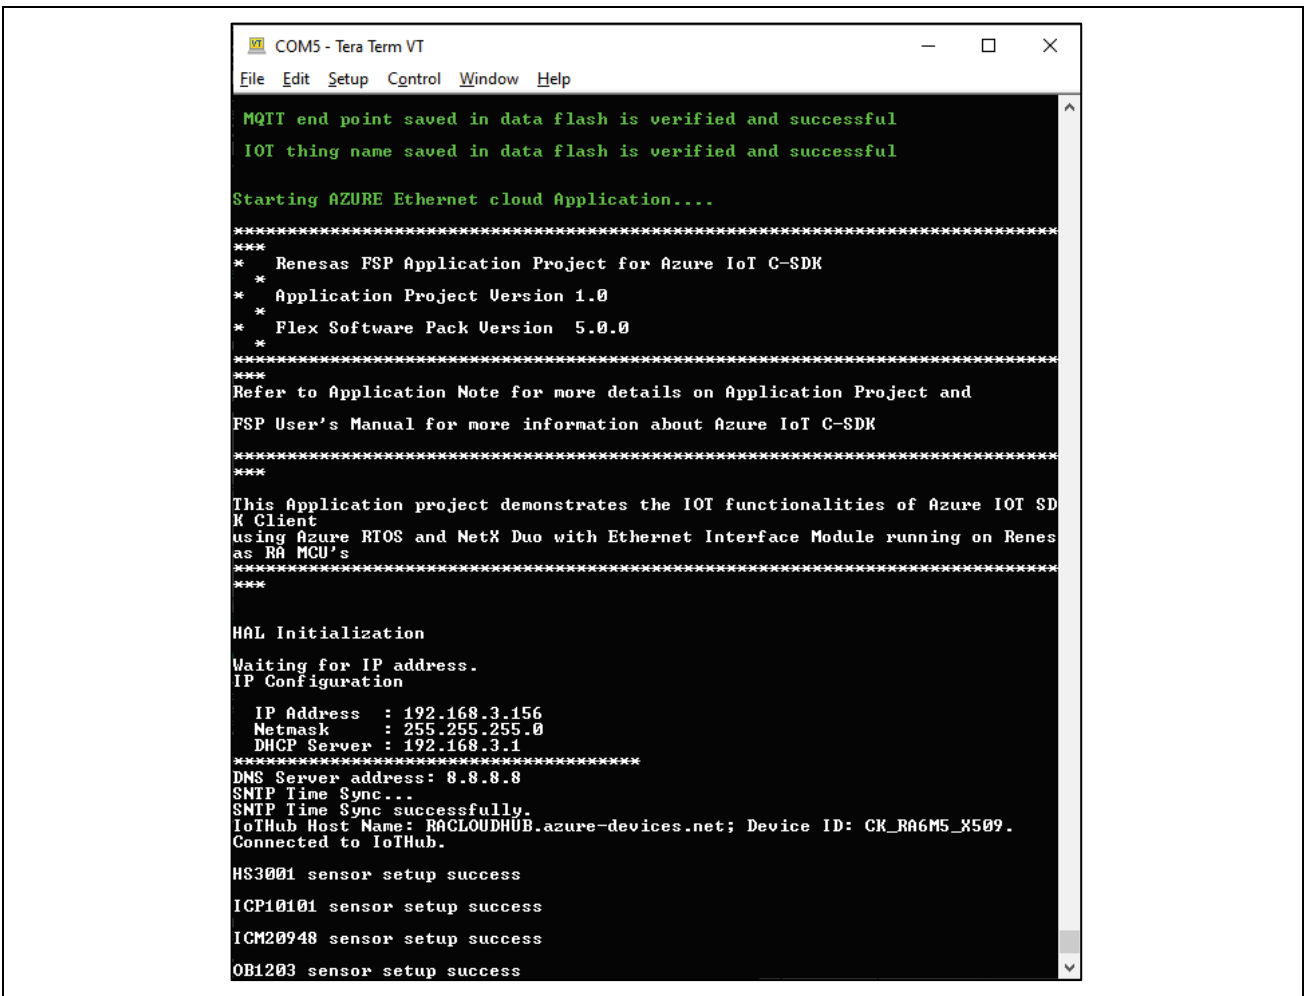 COM5 - Tera Term VT
File Edit Setup Control Window Help
MQTT end point saved in data flash is verified and successful
IOT thing name saved in data flash is verified and successful
Starting AZURE Ethernet cloud Application....
*****************************************************************************
***
*   Renesas FSP Application Project for Azure IoT C-SDK
*
*   Application Project Version 1.0
*
*   Flex Software Pack Version  5.0.0
*
*****************************************************************************
***
Refer to Application Note for more details on Application Project and
FSP User's Manual for more information about Azure IoT C-SDK
*****************************************************************************
***
This Application project demonstrates the IOT functionalities of Azure IOT SD
K Client
using Azure RTOS and NetX Duo with Ethernet Interface Module running on Renes
as RA MCU's
*****************************************************************************
***
HAL Initialization
Waiting for IP address.
IP Configuration
IP Address  : 192.168.3.156
Netmask     : 255.255.255.0
DHCP Server : 192.168.3.1
**************************************
DNS Server address: 8.8.8.8
SNTP Time Sync...
SNTP Time Sync successfully.
IoTHub Host Name: RACLOUDHUB.azure-devices.net; Device ID: CK_RA6M5_X509.
Connected to IoTHub.
HS3001 sensor setup success
ICP10101 sensor setup success
ICM20948 sensor setup success
OB1203 sensor setup success